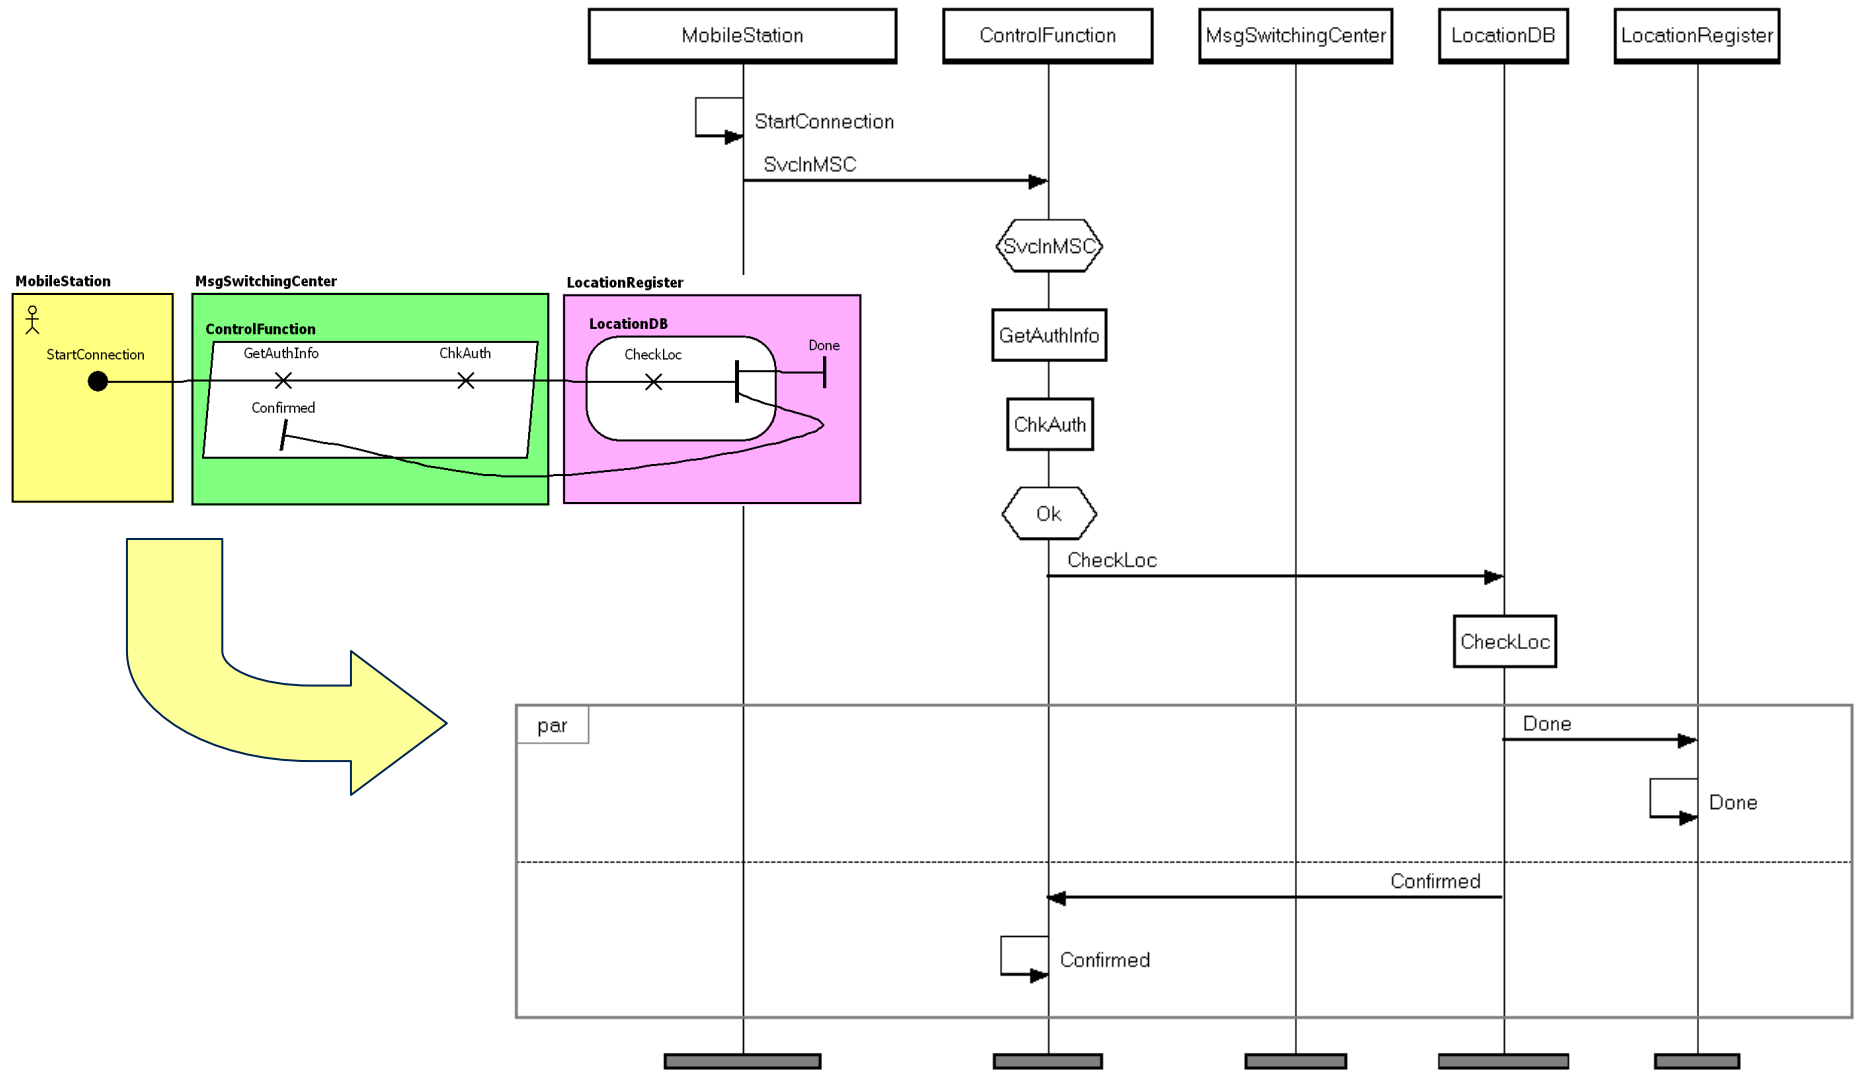 MobileStation
ControlFunction
MsgSwitchingCenter
LocationDB
LocationRegister
StartConnection
SvcInMSC
SvcInMSC
MobileStation
MsgSwitchingCenter
LocationRegister
ControlFunction
LocationDB
StartConnection
GetAuthInfo
ChkAuth
CheckLoc
Done
Confirmed
GetAuthInfo
ChkAuth
Ok
CheckLoc
CheckLoc
par
Done
Done
Confirmed
Confirmed